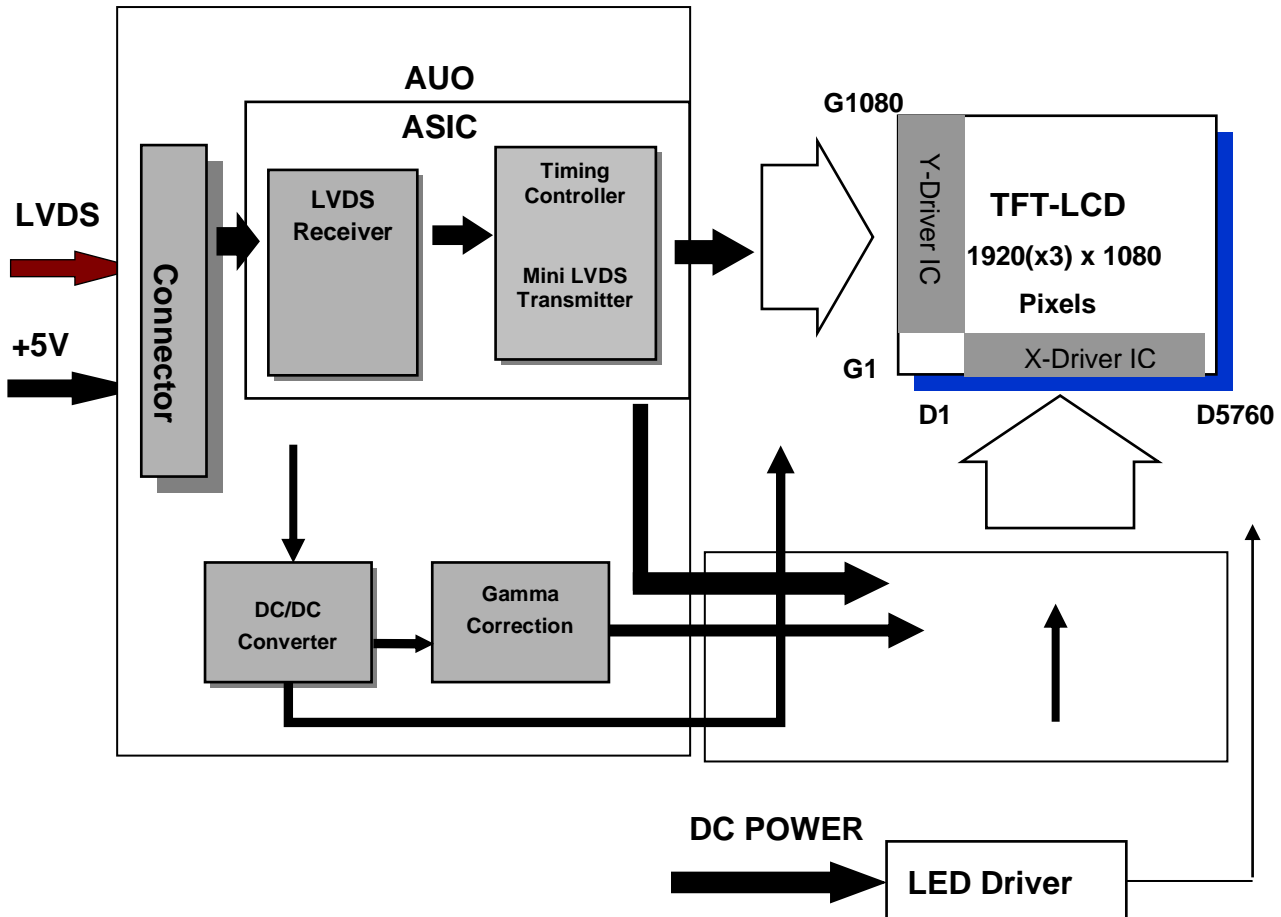 AUO
ASIC
G1080
LVDS
+5V
Connector
LVDS
Receiver
Timing
Controller
Mini LVDS
Transmitter
Y-Driver IC
TFT-LCD
1920(x3) x 1080
Pixels
X-Driver IC
G1
D1
D5760
DC/DC
Converter
Gamma
Correction
DC POWER
LED Driver